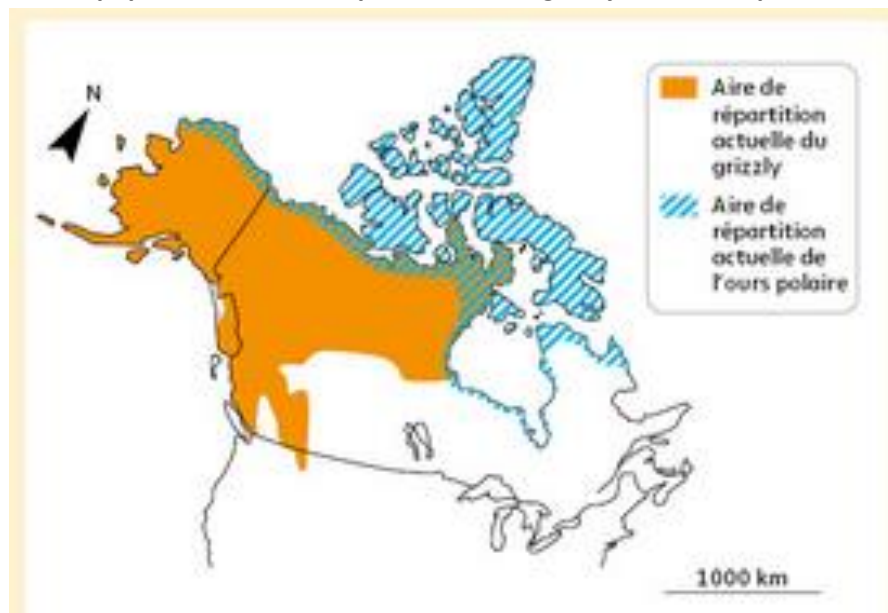 N
Aire de
répartition
actuelle du
grizzly
Aire de
répartition
actuelle de
l'ours polaire
1000 km